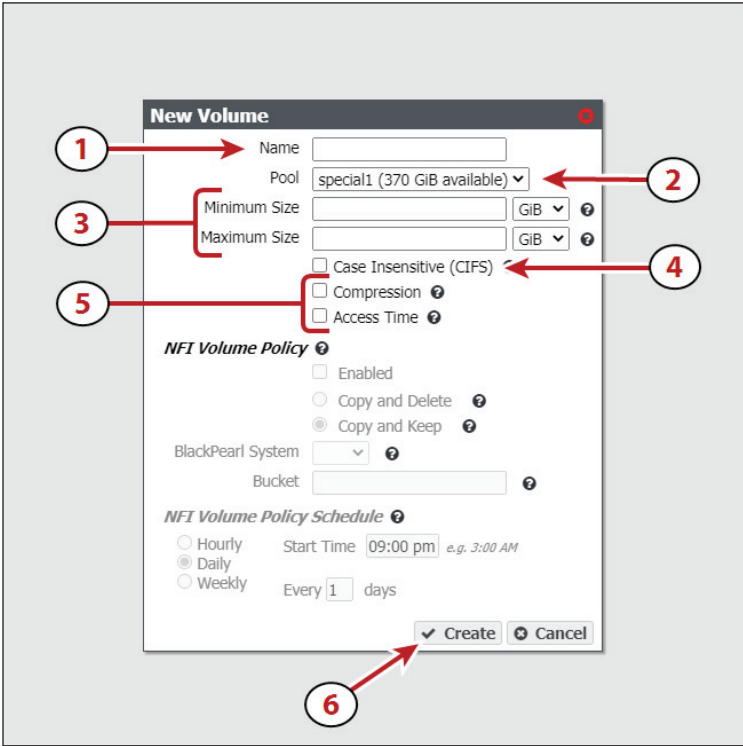 New Volume
1
Name
Pool special1 (370 GiB available)
2
3
Minimum Size GiB
Maximum Size GiB
Case Insensitive (CIFS)
4
5
Compression
Access Time
NFI Volume Policy
Enabled
Copy and Delete
Copy and Keep
BlackPearl System
Bucket
NFI Volume Policy Schedule
Hourly Start Time 09:00 pm e.g. 3:00 AM
Daily
Weekly Every 1 days
Create Cancel
6